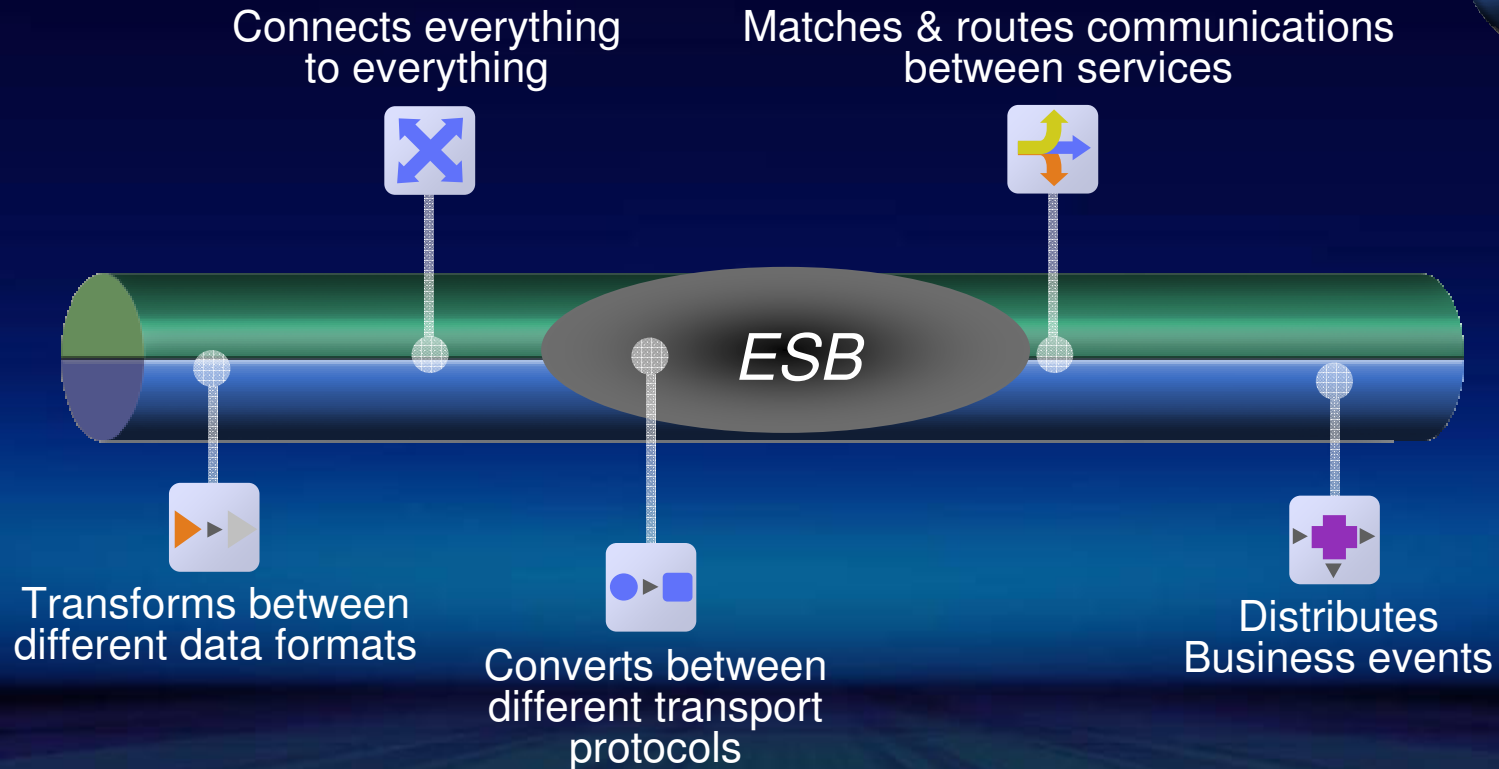 Connects everything
to everything
Matches & routes communications
between services
ESB
Transforms between
different data formats
Converts between
different transport
protocols
Distributes
Business events